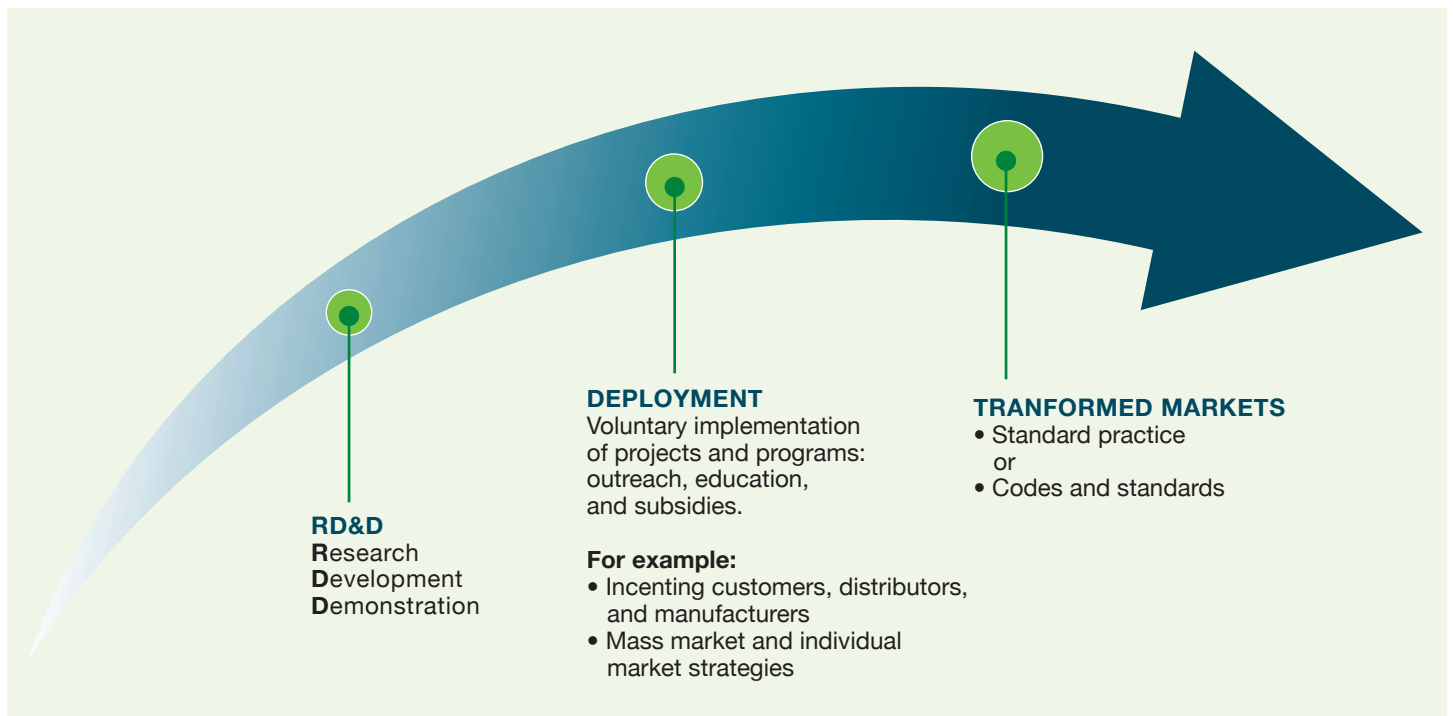 RD&D
Research
Development
Demonstration
DEPLOYMENT
Voluntary implementation
of projects and programs:
outreach, education,
and subsidies.
For example:
• Incenting customers, distributors,
and manufacturers
• Mass market and individual
market strategies
TRANFORMED MARKETS
• Standard practice
or
• Codes and standards